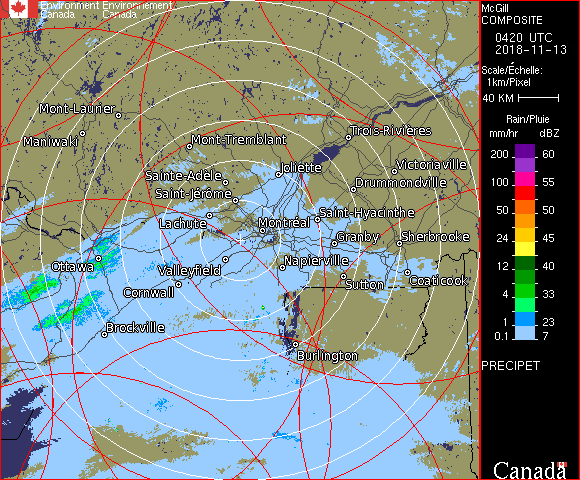 Environment Environnement
Canada Canada
McGill
COMPOSITE
0420 UTC
2018-11-13
Scale/Échelle:
1km/Pixel
40 KM
Rain/Pluie
mm/hr dBZ
200 60
100 55
50 50
24 45
12 40
4 33
1 23
0.1 7
PRECIPET
Canada
Mont-Laurier
Maniwaki
Mont-Tremblant
Trois-Rivières
Sainte-Adèle
Joliette
Victoriaville
Saint-Jérôme
Drummondville
Lachute
Montréal
Saint-Hyacinthe
Granby
Sherbrooke
Ottawa
Valleyfield
Napierville
Cornwall
Sutton
Coaticook
Brockville
Burlington